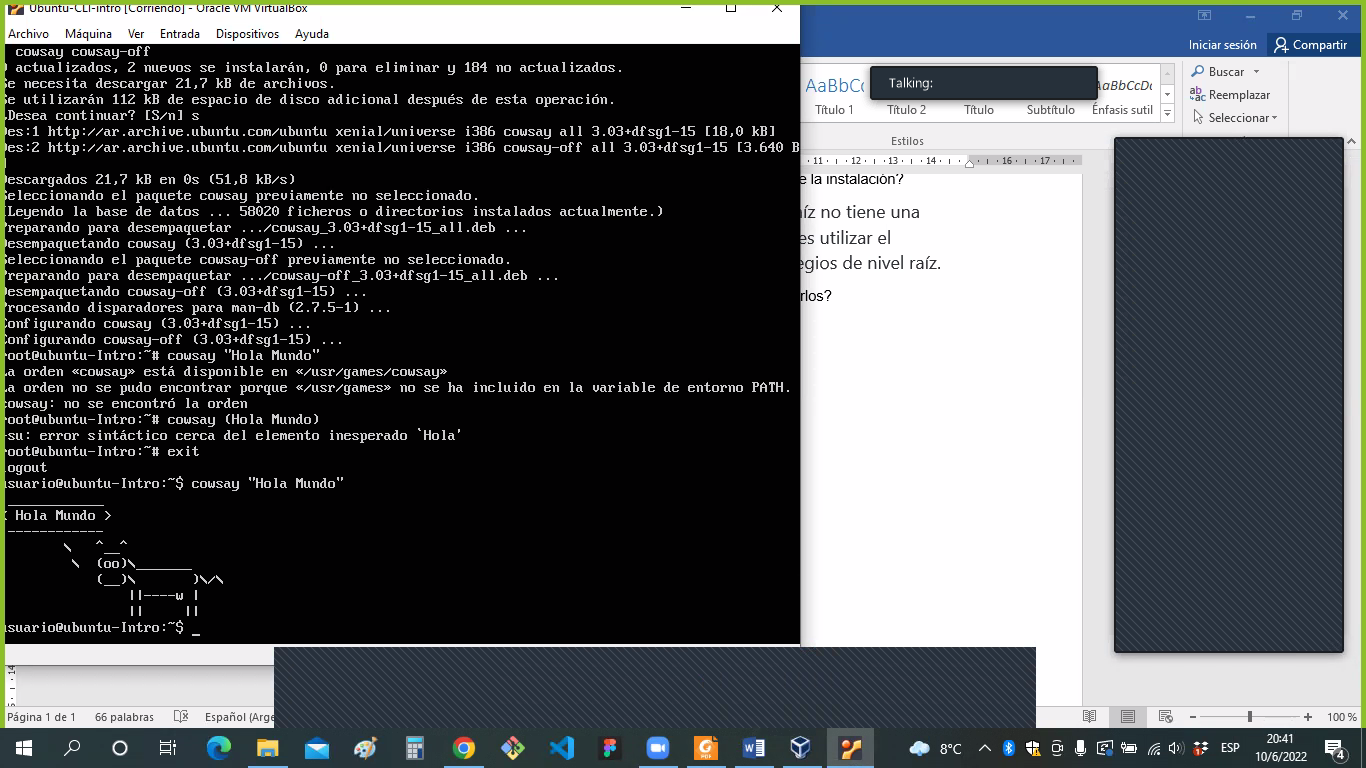 Ubuntu-CLI-intro [Corriendo] - Oracle VM VirtualBox
Archivo Máquina Ver Entrada Dispositivos Ayuda
cowsay cowsay-off
0 actualizados, 2 nuevos se instalarán, 0 para eliminar y 184 no actualizados.
Se necesita descargar 21,7 kB de archivos.
Se utilizarán 112 kB de espacio de disco adicional después de esta operación.
¿Desea continuar? [S/n] s
Des:1 http://ar.archive.ubuntu.com/ubuntu xenial/universe i386 cowsay all 3.03+dfsg1-15 [18,0 kB]
Des:2 http://ar.archive.ubuntu.com/ubuntu xenial/universe i386 cowsay-off all 3.03+dfsg1-15 [3.640 B
]
Descargados 21,7 kB en 0s (51,8 kB/s)
Seleccionando el paquete cowsay previamente no seleccionado.
(Leyendo la base de datos ... 58020 ficheros o directorios instalados actualmente.)
Preparando para desempaquetar .../cowsay_3.03+dfsg1-15_all.deb ...
Desempaquetando cowsay (3.03+dfsg1-15) ...
Seleccionando el paquete cowsay-off previamente no seleccionado.
Preparando para desempaquetar .../cowsay-off_3.03+dfsg1-15_all.deb ...
Desempaquetando cowsay-off (3.03+dfsg1-15) ...
Procesando disparadores para man-db (2.7.5-1) ...
Configurando cowsay (3.03+dfsg1-15) ...
Configurando cowsay-off (3.03+dfsg1-15) ...
root@ubuntu-Intro:~# cowsay "Hola Mundo"
La orden «cowsay» está disponible en «/usr/games/cowsay»
La orden no se pudo encontrar porque «/usr/games» no se ha incluido en la variable de entorno PATH.
cowsay: no se encontró la orden
root@ubuntu-Intro:~# cowsay (Hola Mundo)
-su: error sintáctico cerca del elemento inesperado `Hola'
root@ubuntu-Intro:~# exit
logout
usuario@ubuntu-Intro:~$ cowsay "Hola Mundo"
 ____________
< Hola Mundo >
 ------------
        \   ^__^
         \  (oo)\_______
            (__)\       )\/\
                ||----w |
                ||     ||
usuario@ubuntu-Intro:~$ _
Iniciar sesión Compartir
AaBbCc AaBbCcDc
Talking:
Título 1 Título 2 Título Subtítulo Énfasis sutil
Estilos
Buscar
Reemplazar
Seleccionar
11 12 13 14 16 17
e la instalación?
íz no tiene una
es utilizar el
egios de nivel raíz.
rlos?
14
Página 1 de 1 66 palabras Español (Arge
100 %
8°C ESP 20:41
10/6/2022
4